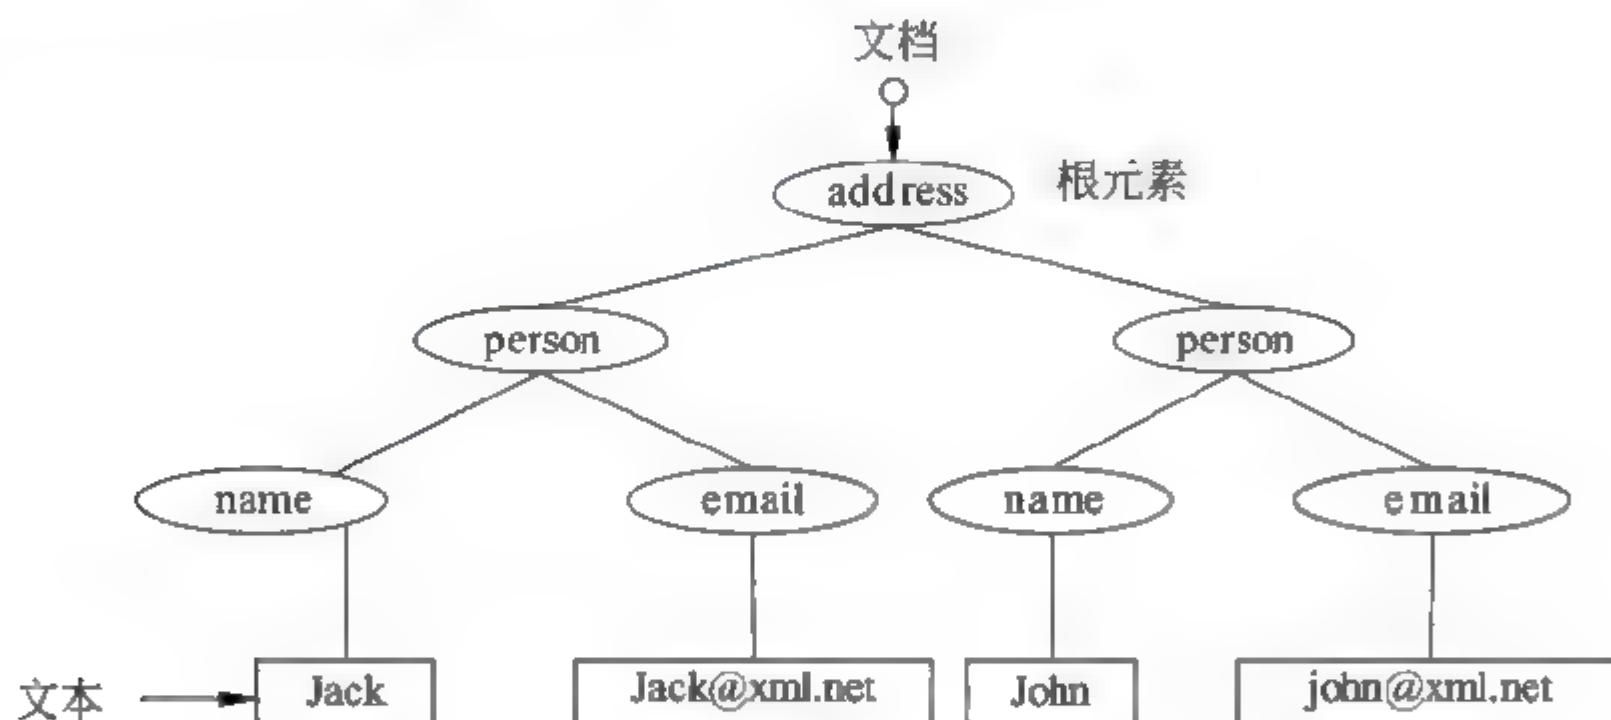 文档
address 根元素
person person
name email name email
文本 Jack Jack@xml.net John john@xml.net